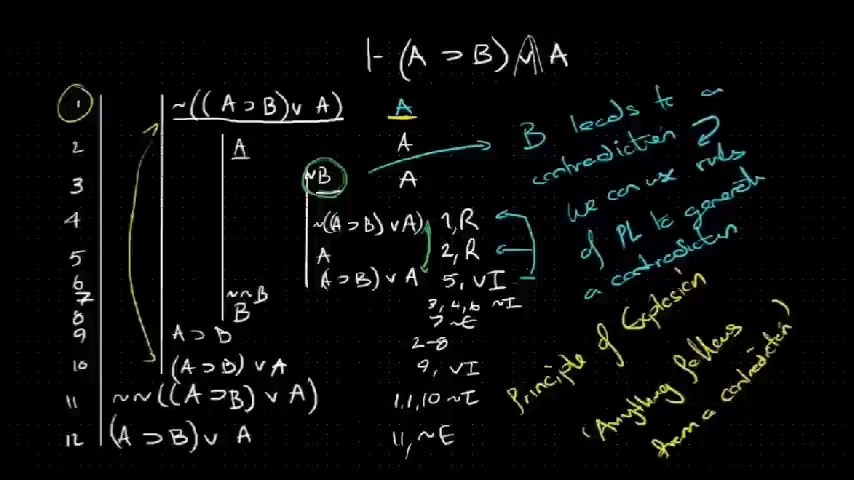 ⊢ (A ⊃ B) ∨ A
1 ~((A ⊃ B) ∨ A) A
2 A A
3 ~B A
4 ~((A ⊃ B) ∨ A) 1, R
5 A 2, R
6 (A ⊃ B) ∨ A 5, ∨I
7 ~~B 3, 4, 6 ~I
8 B 7 ~E
9 A ⊃ B 2-8
10 (A ⊃ B) ∨ A 9, ∨I
11 ~~((A ⊃ B) ∨ A) 1, 1, 10 ~I
12 (A ⊃ B) ∨ A 11, ~E
B leads to a
contradiction
we can use rules
of PL to generate
a contradiction
Principle of Explosion
(Anything follows
from a contradiction)